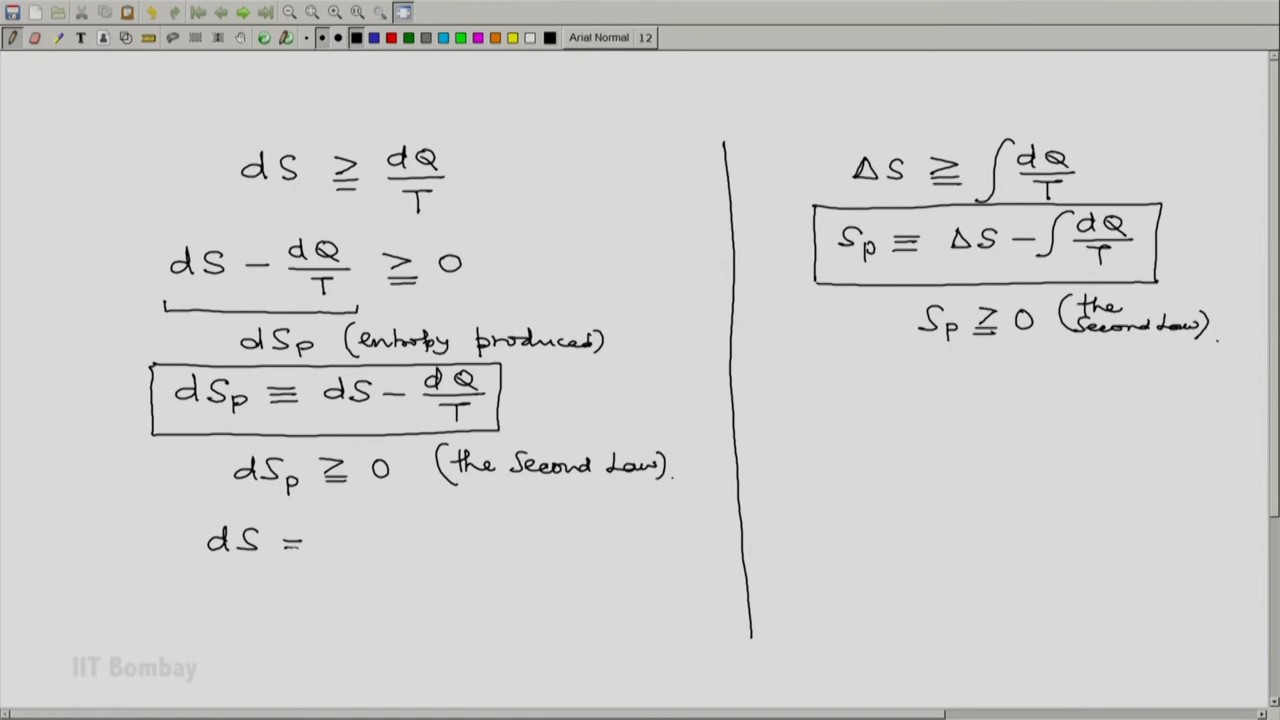 Arial Normal 12
dS ≧ dQ/T
dS − dQ/T ≧ 0
dSp (entropy produced)
dSp ≡ dS − dQ/T
dSp ≧ 0 (the Second Law).
dS =
ΔS ≧ ∫ dQ/T
Sp ≡ ΔS − ∫ dQ/T
Sp ≧ 0 (the Second Law).
IIT Bombay